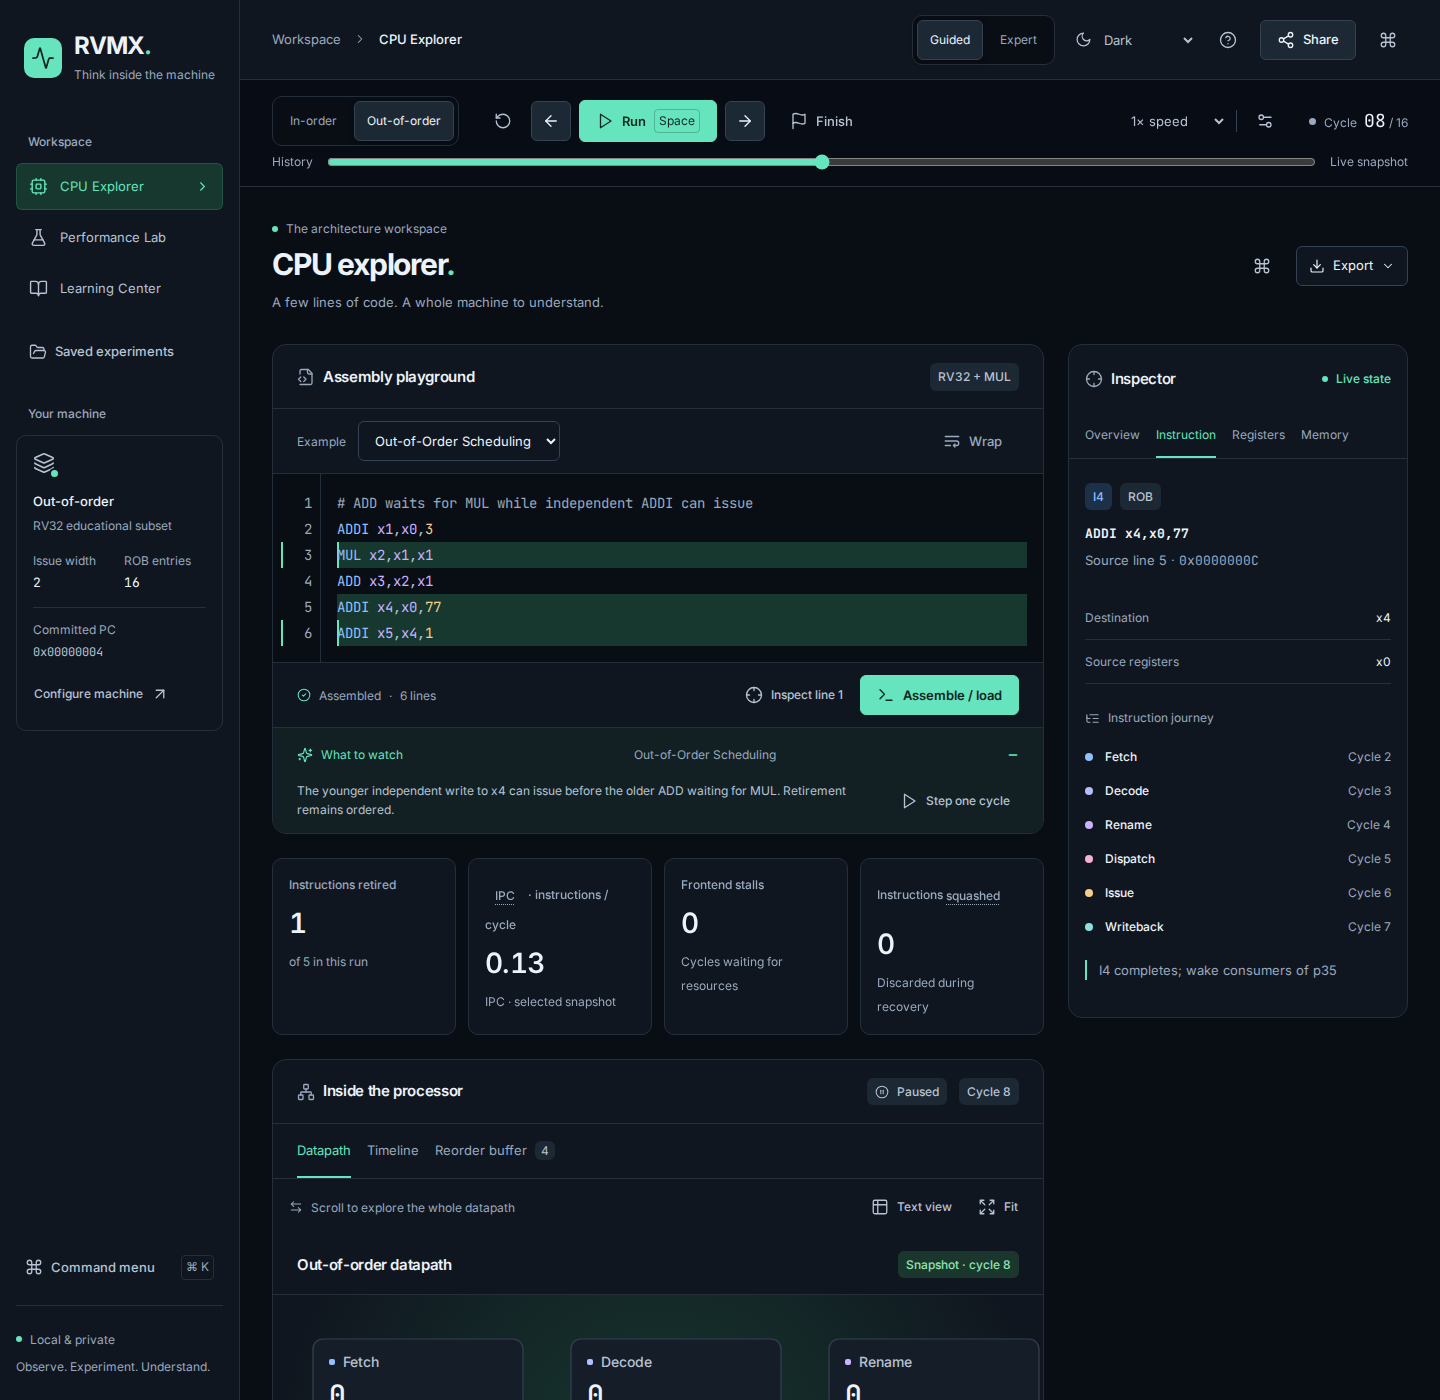 RVMX.
Think inside the machine
Workspace
CPU Explorer
Performance Lab
Learning Center
Saved experiments
Your machine
Out-of-order
RV32 educational subset
Issue width
ROB entries
2
16
Committed PC
0x00000004
Configure machine
Command menu
⌘ K
Local & private
Observe. Experiment. Understand.
Workspace
CPU Explorer
Guided
Expert
Dark
Share
In-order
Out-of-order
Run
Space
Finish
1× speed
Cycle 08 / 16
History
Live snapshot
The architecture workspace
CPU explorer.
A few lines of code. A whole machine to understand.
Export
Assembly playground
RV32 + MUL
Example
Out-of-Order Scheduling
Wrap
1 # ADD waits for MUL while independent ADDI can issue
2 ADDI x1,x0,3
3 MUL x2,x1,x1
4 ADD x3,x2,x1
5 ADDI x4,x0,77
6 ADDI x5,x4,1
Assembled · 6 lines
Inspect line 1
Assemble / load
What to watch
Out-of-Order Scheduling
The younger independent write to x4 can issue before the older ADD waiting for MUL. Retirement
remains ordered.
Step one cycle
Instructions retired
1
of 5 in this run
IPC · instructions /
cycle
0.13
IPC · selected snapshot
Frontend stalls
0
Cycles waiting for
resources
Instructions squashed
0
Discarded during
recovery
Inside the processor
Paused
Cycle 8
Datapath
Timeline
Reorder buffer 4
Scroll to explore the whole datapath
Text view
Fit
Out-of-order datapath
Snapshot · cycle 8
Fetch
0
Decode
0
Rename
0
Inspector
Live state
Overview
Instruction
Registers
Memory
I4
ROB
ADDI x4,x0,77
Source line 5 · 0x0000000C
Destination
x4
Source registers
x0
Instruction journey
Fetch
Cycle 2
Decode
Cycle 3
Rename
Cycle 4
Dispatch
Cycle 5
Issue
Cycle 6
Writeback
Cycle 7
I4 completes; wake consumers of p35